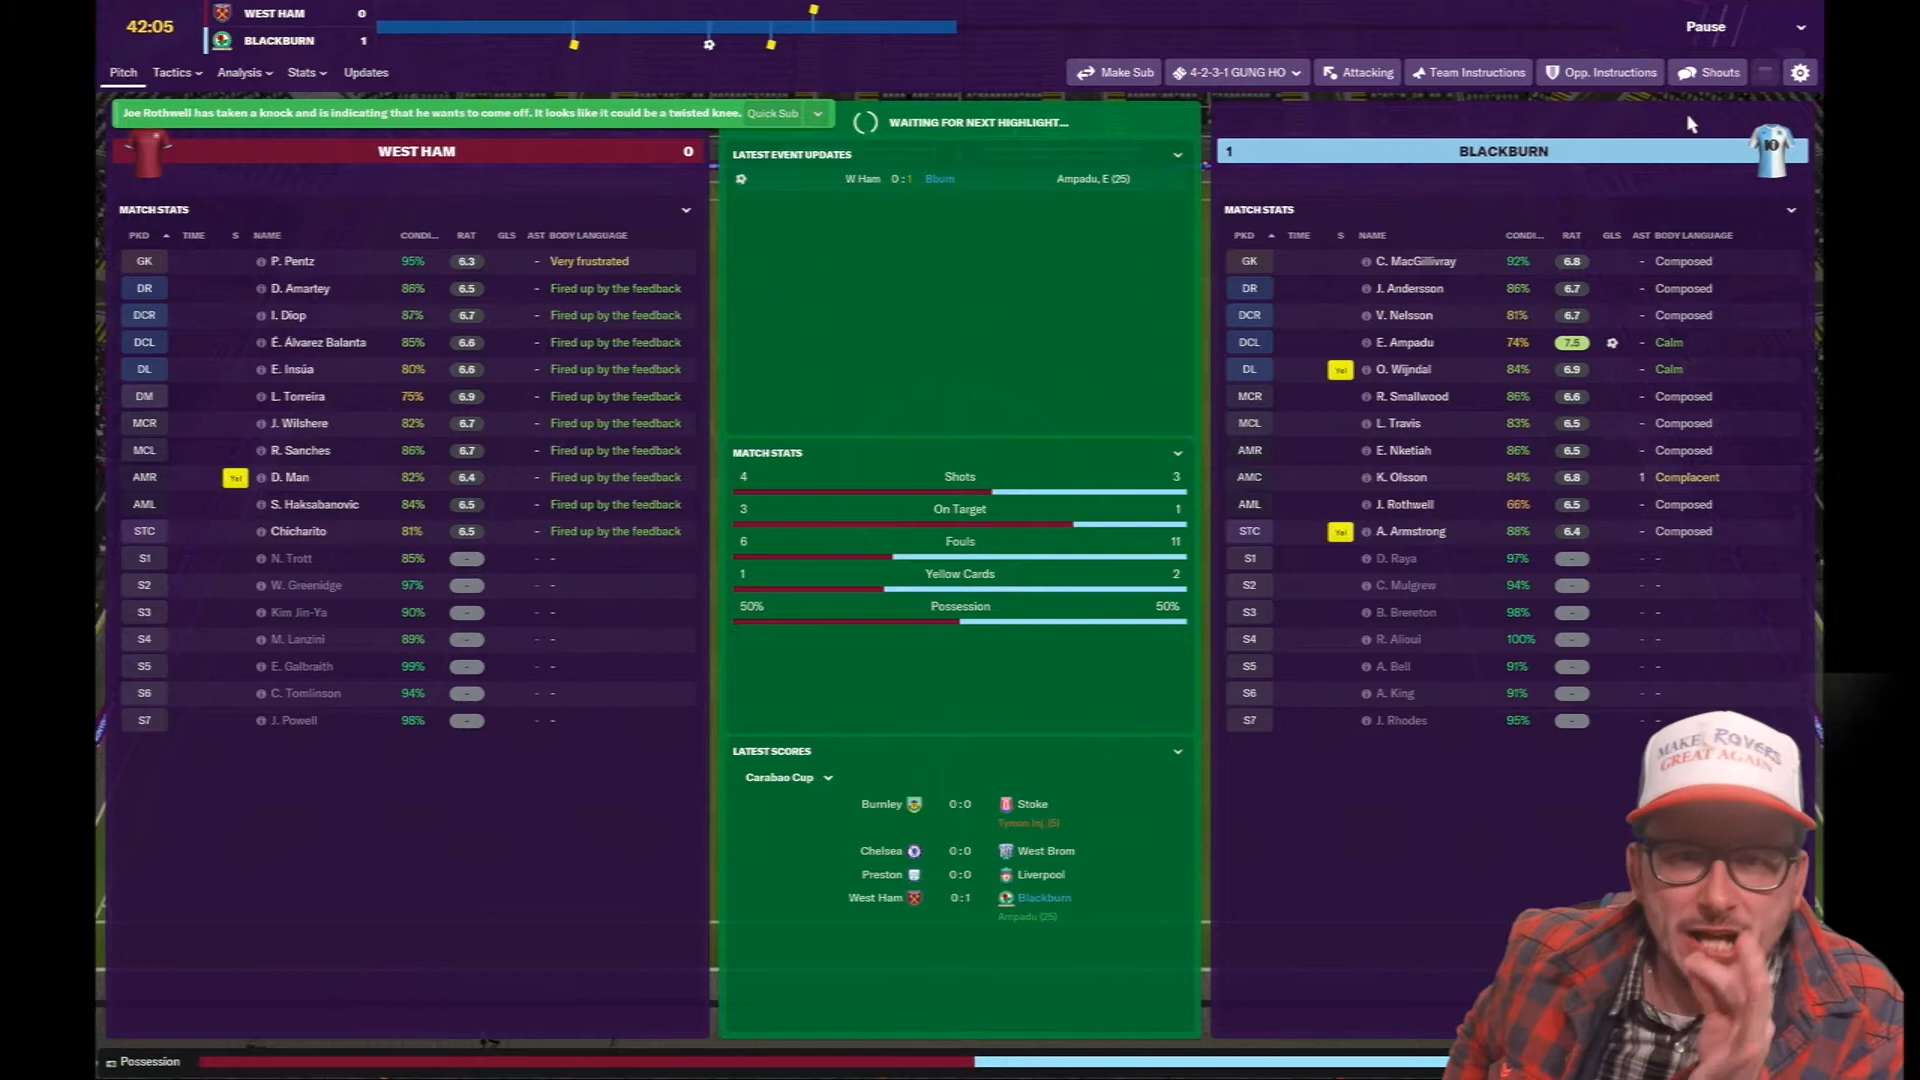 42:05
WEST HAM 0
BLACKBURN 1
Pause
Pitch Tactics Analysis Stats Updates
Make Sub 4-2-3-1 GUNG HO Attacking Team Instructions Opp. Instructions Shouts
Joe Rothwell has taken a knock and is indicating that he wants to come off. It looks like it could be a twisted knee. Quick Sub
WEST HAM 0
MATCH STATS
PKD TIME S NAME CONDI... RAT GLS AST BODY LANGUAGE
GK P. Pentz 95% 6.3 - Very frustrated
DR D. Amartey 86% 6.5 - Fired up by the feedback
DCR I. Diop 87% 6.7 - Fired up by the feedback
DCL É. Álvarez Balanta 85% 6.6 - Fired up by the feedback
DL E. Insúa 80% 6.6 - Fired up by the feedback
DM L. Torreira 75% 6.9 - Fired up by the feedback
MCR J. Wilshere 82% 6.7 - Fired up by the feedback
MCL R. Sanches 86% 6.7 - Fired up by the feedback
AMR Yel D. Man 82% 6.4 - Fired up by the feedback
AML S. Haksabanovic 84% 6.5 - Fired up by the feedback
STC Chicharito 81% 6.5 - Fired up by the feedback
S1 N. Trott 85% - - -
S2 W. Greenidge 97% - - -
S3 Kim Jin-Ya 90% - - -
S4 M. Lanzini 89% - - -
S5 E. Galbraith 99% - - -
S6 C. Tomlinson 94% - - -
S7 J. Powell 98% - - -
WAITING FOR NEXT HIGHLIGHT...
LATEST EVENT UPDATES
W Ham 0 : 1 Bburn Ampadu, E (25)
MATCH STATS
4 Shots 3
3 On Target 1
6 Fouls 11
1 Yellow Cards 2
50% Possession 50%
LATEST SCORES
Carabao Cup
Burnley 0 : 0 Stoke
Tymon Inj. (5)
Chelsea 0 : 0 West Brom
Preston 0 : 0 Liverpool
West Ham 0 : 1 Blackburn
Ampadu (25)
1 BLACKBURN
10
MATCH STATS
PKD TIME S NAME CONDI... RAT GLS AST BODY LANGUAGE
GK C. MacGillivray 92% 6.8 - Composed
DR J. Andersson 86% 6.7 - Composed
DCR V. Nelsson 81% 6.7 - Composed
DCL E. Ampadu 74% 7.5 - Calm
DL Yel O. Wijndal 84% 6.9 - Calm
MCR R. Smallwood 86% 6.6 - Composed
MCL L. Travis 83% 6.5 - Composed
AMR E. Nketiah 86% 6.5 - Composed
AMC K. Olsson 84% 6.8 1 Complacent
AML J. Rothwell 66% 6.5 - Composed
STC Yel A. Armstrong 88% 6.4 - Composed
S1 D. Raya 97% - - -
S2 C. Mulgrew 94% - - -
S3 B. Brereton 98% - - -
S4 R. Alioui 100% - - -
S5 A. Bell 91% - - -
S6 A. King 91% - - -
S7 J. Rhodes 95% - - -
MAKE ROVERS
GREAT AGAIN
Possession